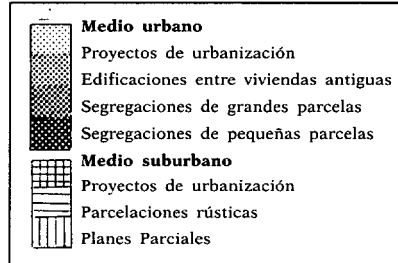 Medio urbano
Proyectos de urbanización
Edificaciones entre viviendas antiguas
Segregaciones de grandes parcelas
Segregaciones de pequeñas parcelas
Medio suburbano
Proyectos de urbanización
Parcelaciones rústicas
Planes Parciales